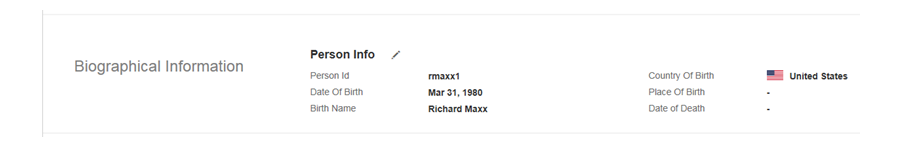 Biographical Information
Person Info
Person Id rmaxx1 Country Of Birth United States
Date Of Birth Mar 31, 1980 Place Of Birth -
Birth Name Richard Maxx Date of Death -